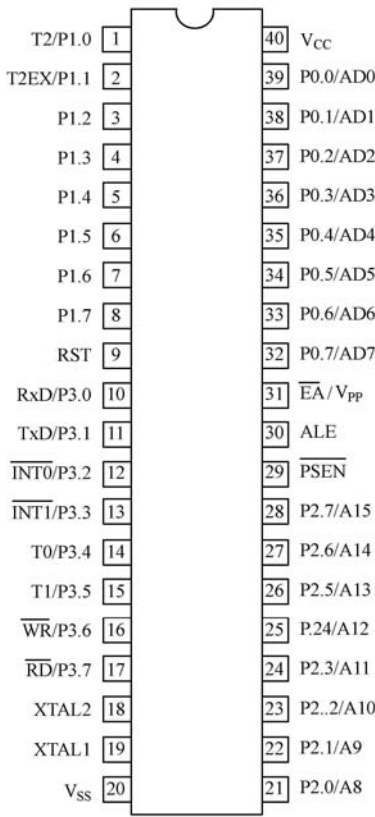 T2/P1.0 1 40 VCC
T2EX/P1.1 2 39 P0.0/AD0
P1.2 3 38 P0.1/AD1
P1.3 4 37 P0.2/AD2
P1.4 5 36 P0.3/AD3
P1.5 6 35 P0.4/AD4
P1.6 7 34 P0.5/AD5
P1.7 8 33 P0.6/AD6
RST 9 32 P0.7/AD7
RxD/P3.0 10 31 E̅A̅/VPP
TxD/P3.1 11 30 ALE
I̅N̅T̅0̅/P3.2 12 29 P̅S̅E̅N̅
I̅N̅T̅1̅/P3.3 13 28 P2.7/A15
T0/P3.4 14 27 P2.6/A14
T1/P3.5 15 26 P2.5/A13
W̅R̅/P3.6 16 25 P.24/A12
R̅D̅/P3.7 17 24 P2.3/A11
XTAL2 18 23 P2..2/A10
XTAL1 19 22 P2.1/A9
VSS 20 21 P2.0/A8